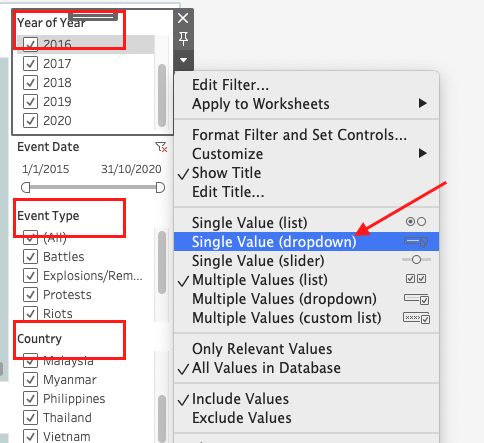 Year of Year
2016
2017
2018
2019
2020
Event Date
1/1/2015 31/10/2020
Event Type
(All)
Battles
Explosions/Rem...
Protests
Riots
Country
Malaysia
Myanmar
Philippines
Thailand
Vietnam
Edit Filter...
Apply to Worksheets
Format Filter and Set Controls...
Customize
Show Title
Edit Title...
Single Value (list)
Single Value (dropdown)
Single Value (slider)
Multiple Values (list)
Multiple Values (dropdown)
Multiple Values (custom list)
Only Relevant Values
All Values in Database
Include Values
Exclude Values